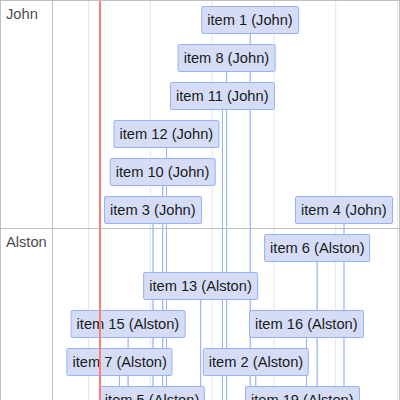 John
item 1 (John)
item 8 (John)
item 11 (John)
item 12 (John)
item 10 (John)
item 3 (John)
item 4 (John)
Alston
item 6 (Alston)
item 13 (Alston)
item 15 (Alston)
item 16 (Alston)
item 7 (Alston)
item 2 (Alston)
item 5 (Alston)
item 19 (Alston)